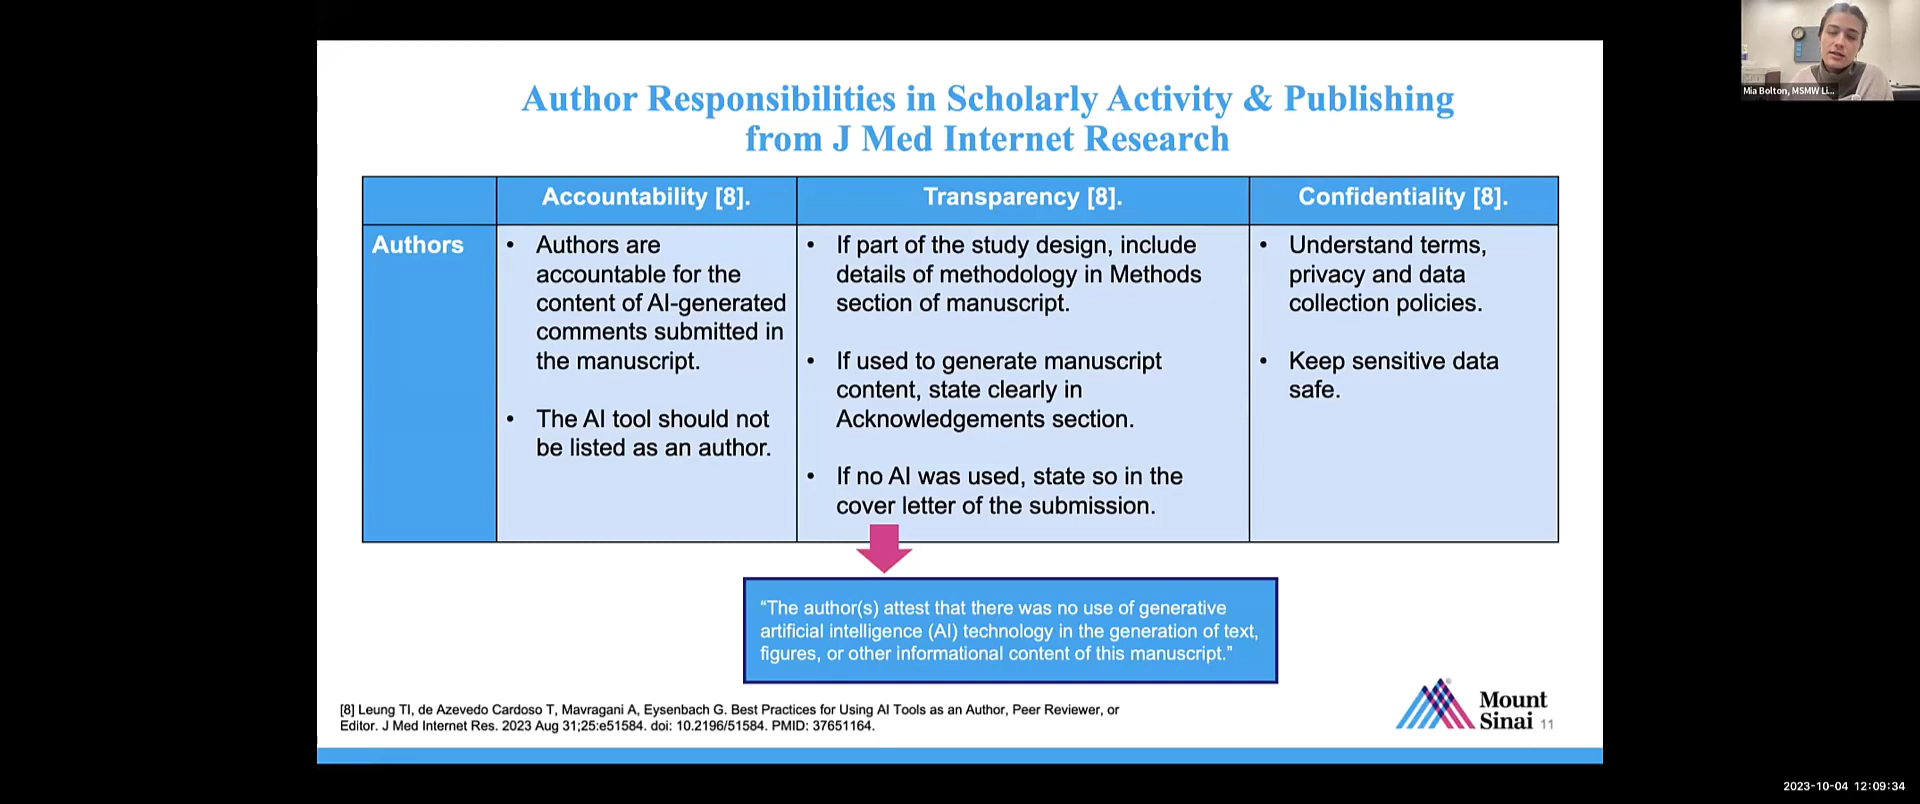 Author Responsibilities in Scholarly Activity & Publishing
from J Med Internet Research
Accountability [8].
Transparency [8].
Confidentiality [8].
Authors
• Authors are
accountable for the
content of AI-generated
comments submitted in
the manuscript.
• The AI tool should not
be listed as an author.
• If part of the study design, include
details of methodology in Methods
section of manuscript.
• If used to generate manuscript
content, state clearly in
Acknowledgements section.
• If no AI was used, state so in the
cover letter of the submission.
• Understand terms,
privacy and data
collection policies.
• Keep sensitive data
safe.
“The author(s) attest that there was no use of generative
artificial intelligence (AI) technology in the generation of text,
figures, or other informational content of this manuscript.”
[8] Leung TI, de Azevedo Cardoso T, Mavragani A, Eysenbach G. Best Practices for Using AI Tools as an Author, Peer Reviewer, or
Editor. J Med Internet Res. 2023 Aug 31;25:e51584. doi: 10.2196/51584. PMID: 37651164.
Mount
Sinai
11
Mia Bolton, MSMW Li...
2023-10-04 12:09:34